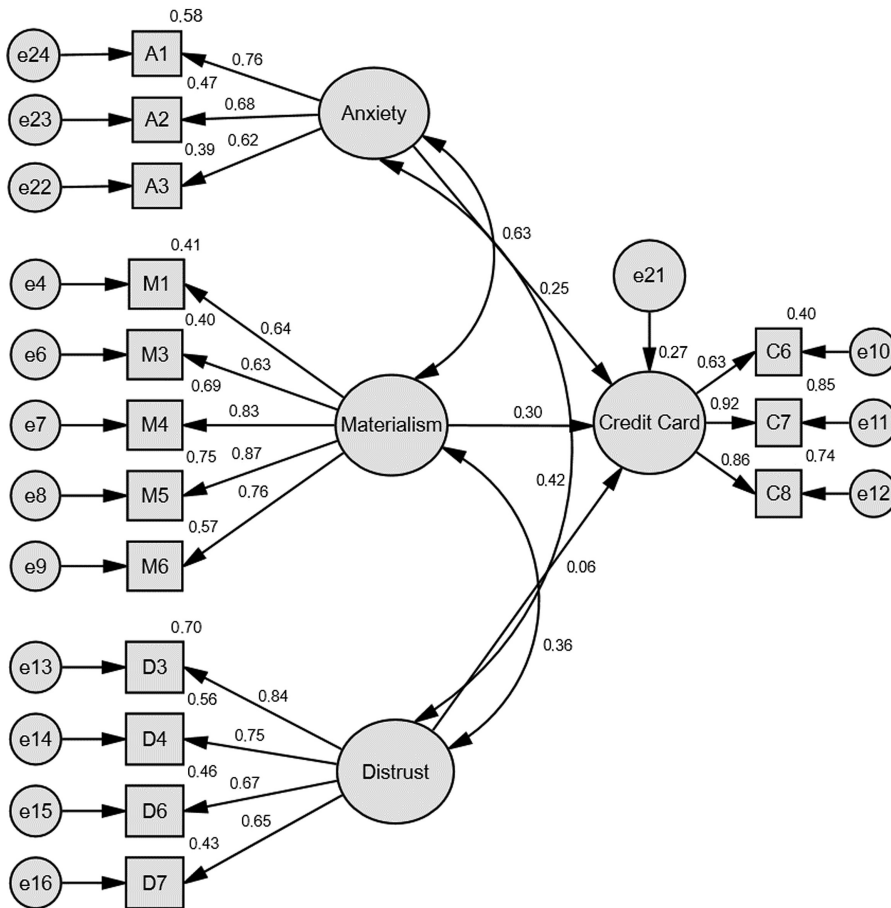 0.58
e24
A1
0.76
0.47
e23
A2
0.68
Anxiety
0.39
0.62
e22
A3
0.63
0.41
e4
M1
0.64
0.25
e21
0.40
e6
M3
0.63
0.27
0.63
C6
e10
0.40
0.69
e7
M4
0.83
Materialism
0.30
Credit Card
0.92
C7
e11
0.85
0.75
e8
M5
0.87
0.42
0.86
0.74
C8
e12
0.76
0.57
e9
M6
0.06
0.36
0.70
e13
D3
0.84
0.56
e14
D4
0.75
Distrust
0.46
e15
D6
0.67
0.65
0.43
e16
D7